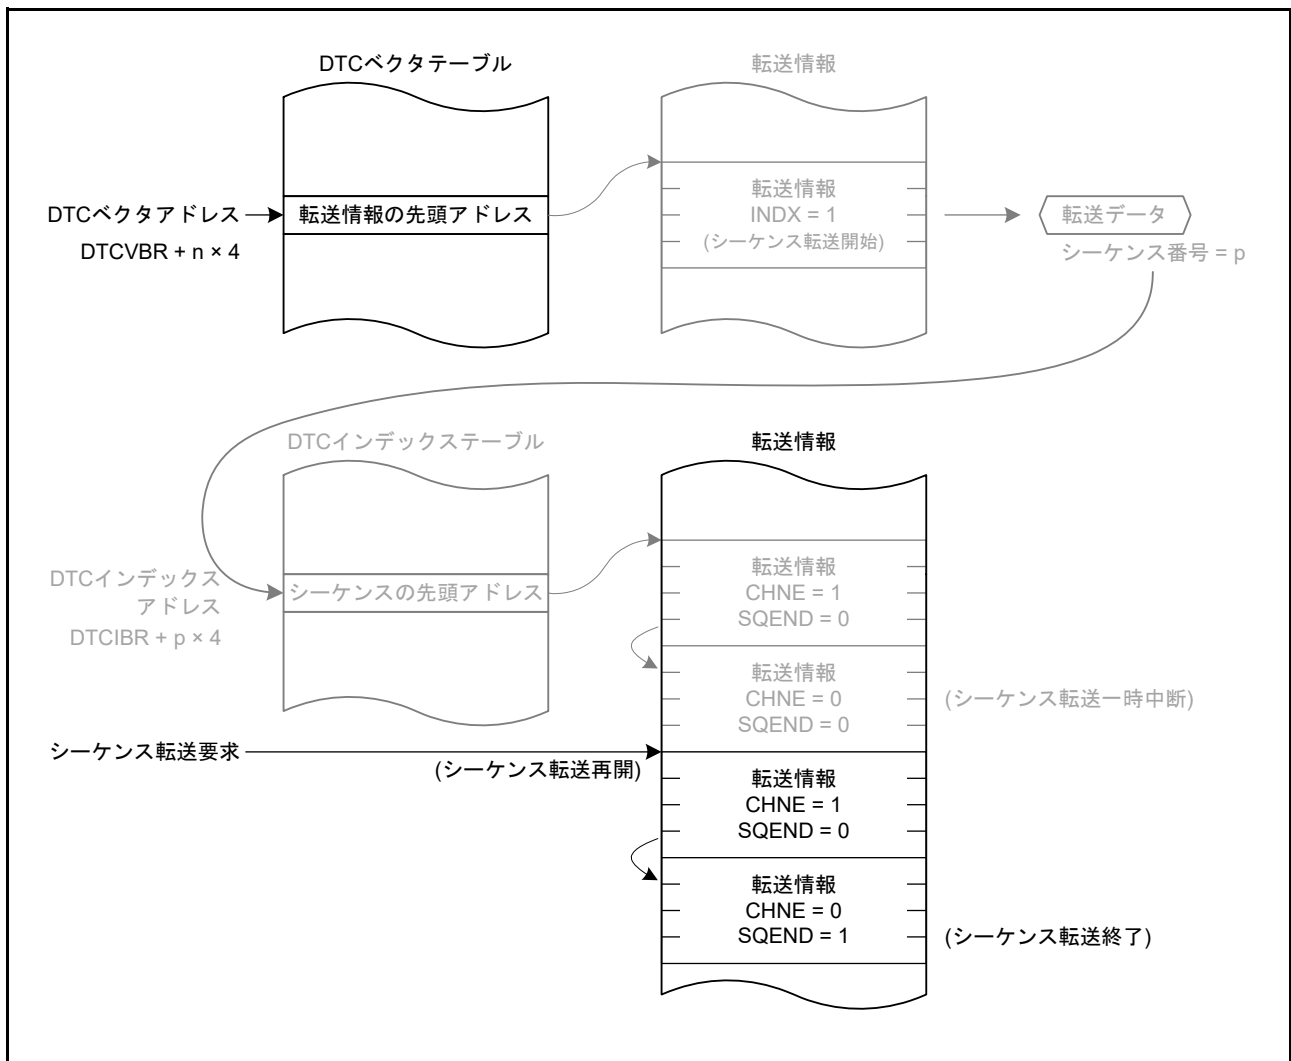 DTCベクタテーブル
転送情報
DTCベクタアドレス
DTCVBR + n × 4
転送情報の先頭アドレス
転送情報
INDX = 1
(シーケンス転送開始)
転送データ
シーケンス番号 = p
DTCインデックステーブル
転送情報
DTCインデックス
アドレス
DTCIBR + p × 4
シーケンスの先頭アドレス
転送情報
CHNE = 1
SQEND = 0
転送情報
CHNE = 0
SQEND = 0
(シーケンス転送一時中断)
シーケンス転送要求
(シーケンス転送再開)
転送情報
CHNE = 1
SQEND = 0
転送情報
CHNE = 0
SQEND = 1
(シーケンス転送終了)